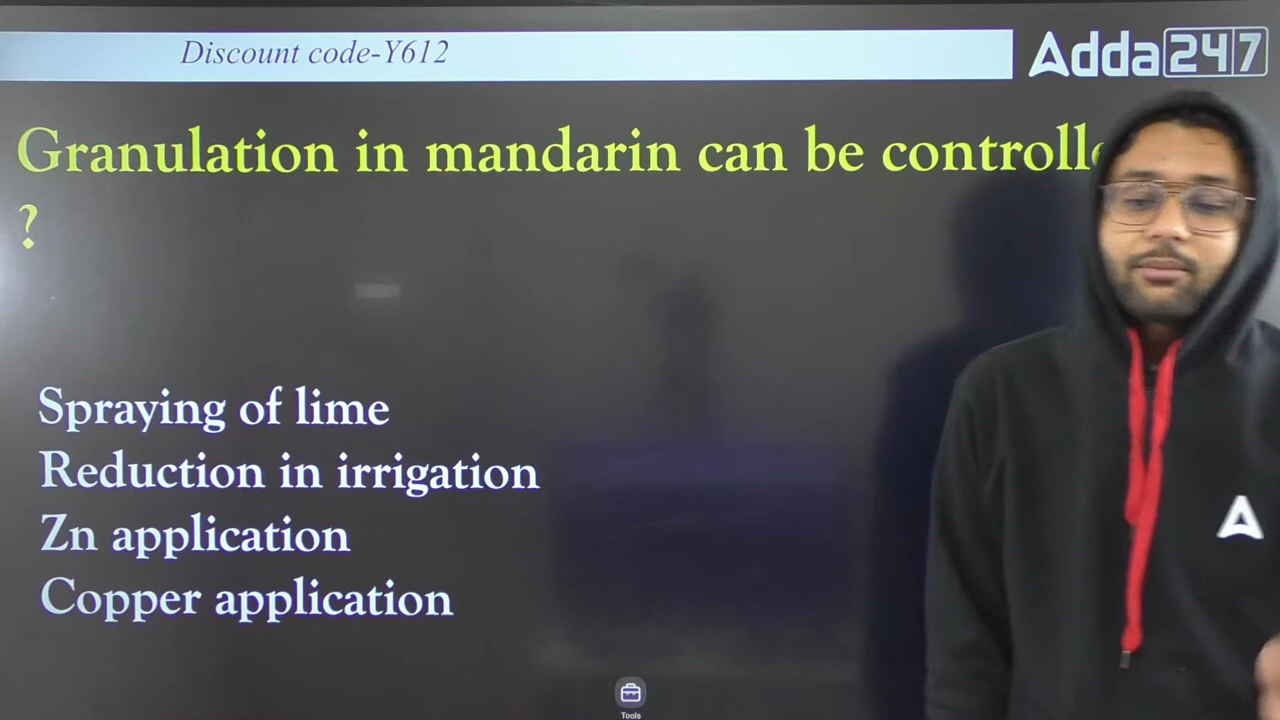 Discount code-Y612
Adda247
Granulation in mandarin can be
?
Spraying of lime
Reduction in irrigation
Zn application
Copper application
Tools